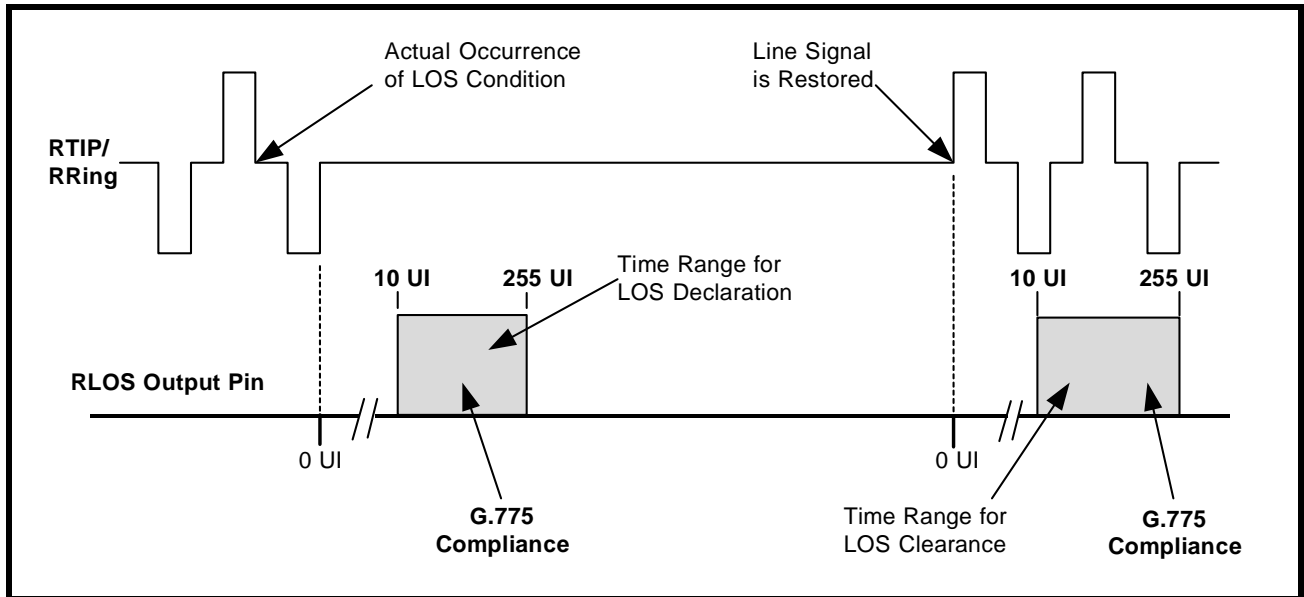 Actual Occurrence
of LOS Condition
Line Signal
is Restored
RTIP/
RRing
10 UI
255 UI
Time Range for
LOS Declaration
10 UI
255 UI
RLOS Output Pin
0 UI
0 UI
G.775
Compliance
Time Range for
LOS Clearance
G.775
Compliance